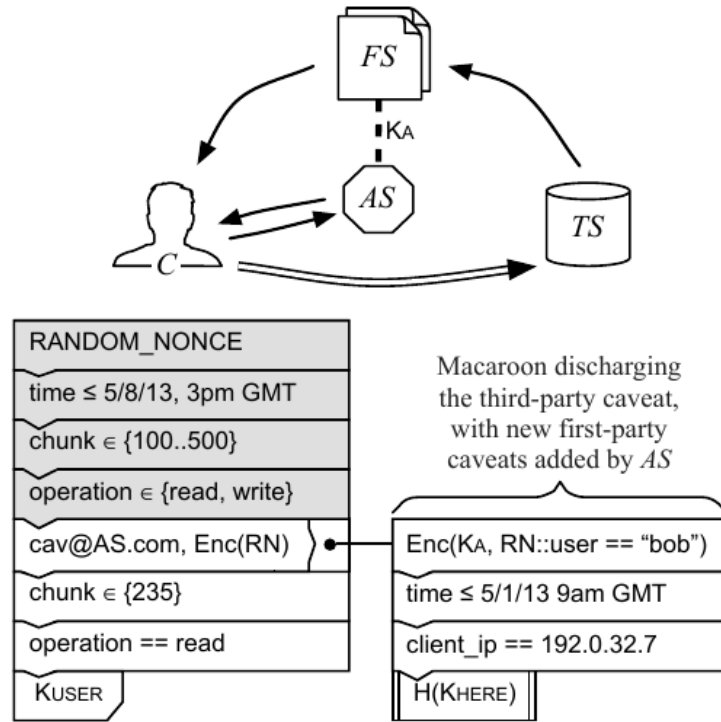 FS
KA
AS
C
TS
RANDOM_NONCE
time ≤ 5/8/13, 3pm GMT
chunk ∈ {100..500}
operation ∈ {read, write}
cav@AS.com, Enc(RN)
chunk ∈ {235}
operation == read
KUSER
Macaroon discharging
the third-party caveat,
with new first-party
caveats added by AS
Enc(KA, RN::user == “bob”)
time ≤ 5/1/13 9am GMT
client_ip == 192.0.32.7
H(KHERE)